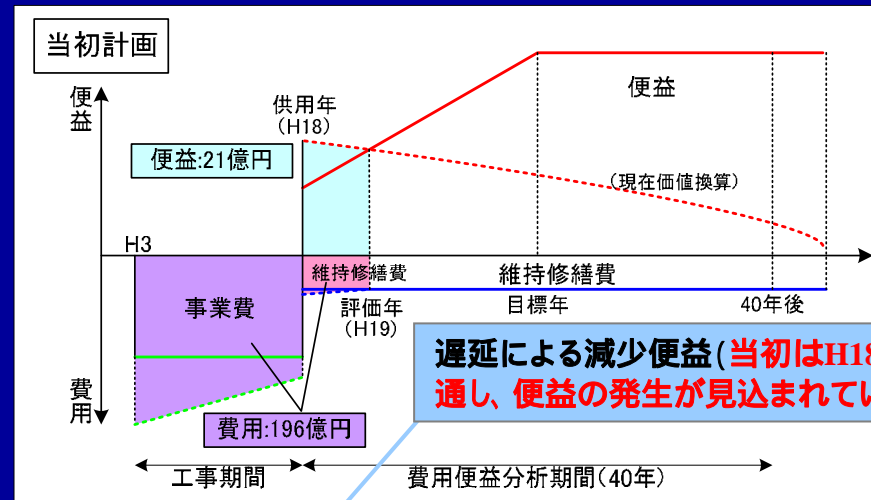 当初計画
便益
供用年
(H18)
便益
便益:21億円
(現在価値換算)
H3
維持修繕費
維持修繕費
事業費
評価年
(H19)
目標年
40年後
遅延による減少便益(当初はH18
通し、便益の発生が見込まれてい
費用
費用:196億円
工事期間
費用便益分析期間(40年)